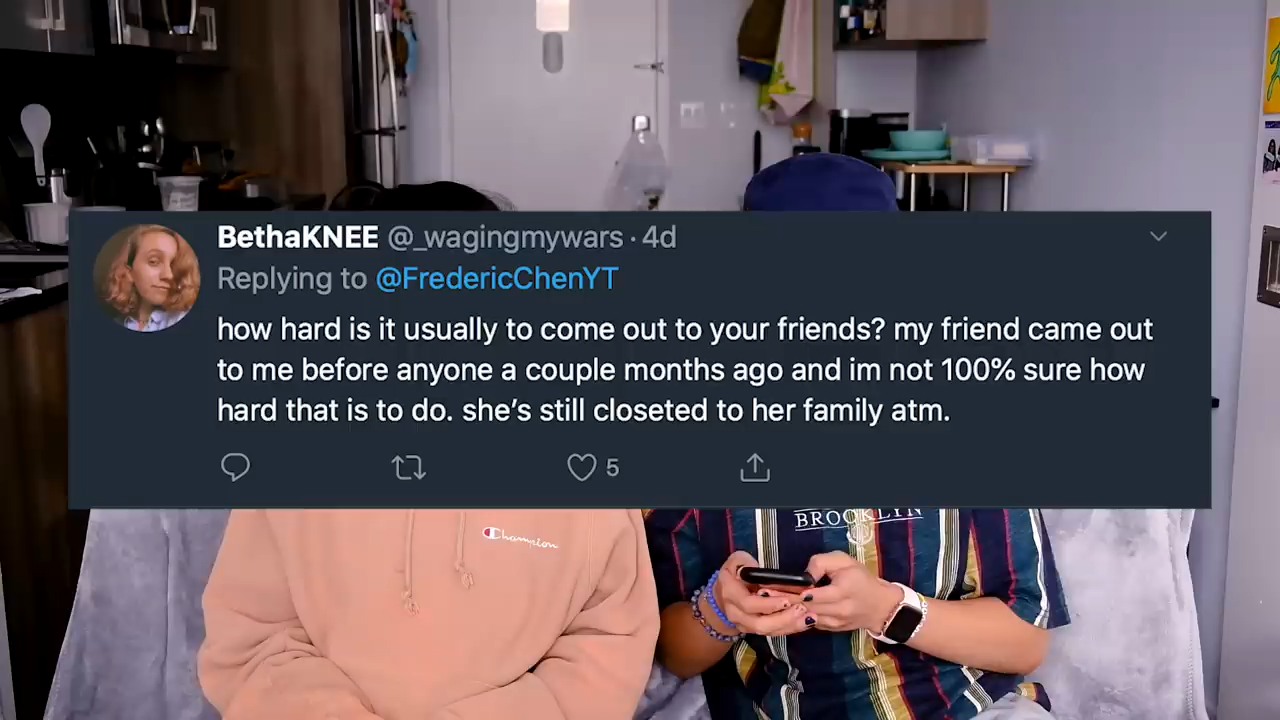 BethaKNEE @_wagingmywars · 4d
Replying to @FredericChenYT
how hard is it usually to come out to your friends? my friend came out
to me before anyone a couple months ago and im not 100% sure how
hard that is to do. she’s still closeted to her family atm.
5
Champion
BROOKLYN